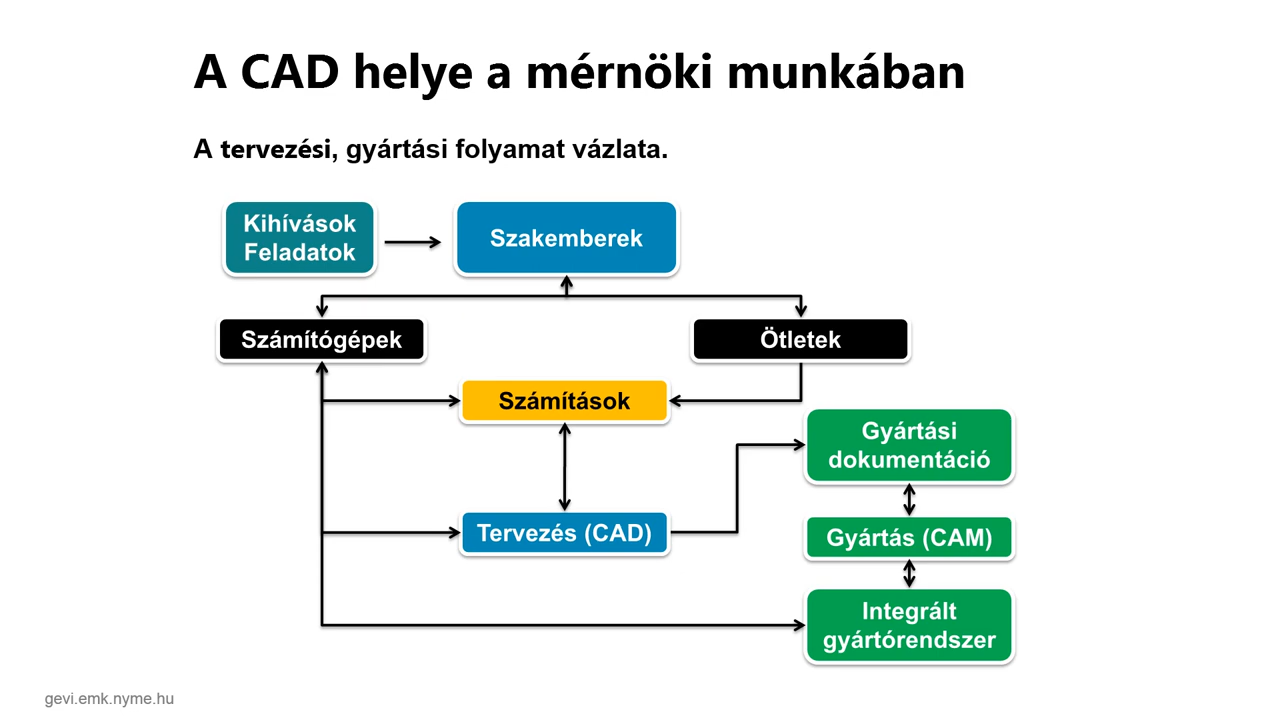 A CAD helye a mérnöki munkában
A tervezési, gyártási folyamat vázlata.
Kihívások
Feladatok
Szakemberek
Számítógépek
Ötletek
Számítások
Gyártási
dokumentáció
Tervezés (CAD)
Gyártás (CAM)
Integrált
gyártórendszer
gevi.emk.nyme.hu